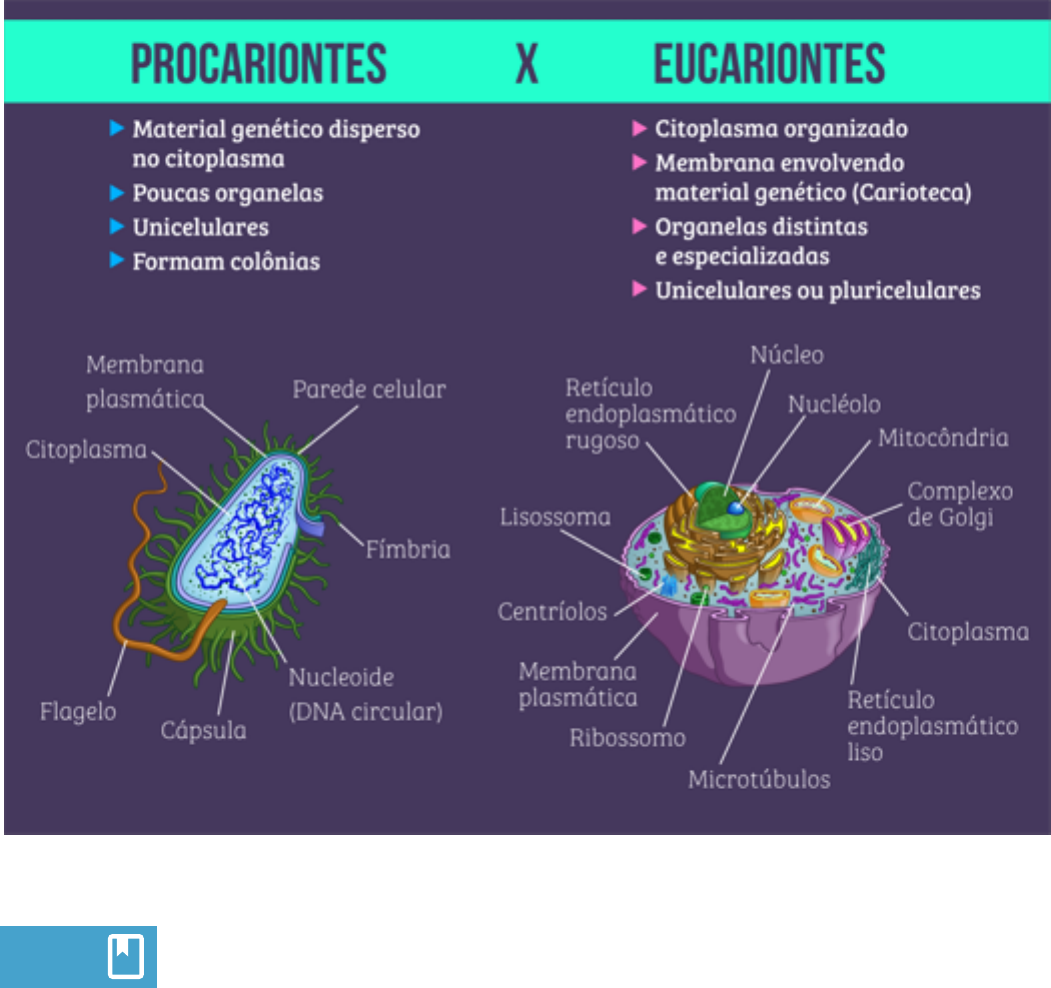 PROCARIONTES X EUCARIONTES
Material genético disperso
no citoplasma
Poucas organelas
Unicelulares
Formam colônias
Citoplasma organizado
Membrana envolvendo
material genético (Carioteca)
Organelas distintas
e especializadas
Unicelulares ou pluricelulares
Membrana
plasmática
Parede celular
Citoplasma
Fímbria
Nucleoide
(DNA circular)
Flagelo
Cápsula
Núcleo
Retículo
endoplasmático
rugoso
Nucléolo
Mitocôndria
Complexo
de Golgi
Lisossoma
Centríolos
Citoplasma
Membrana
plasmática
Retículo
endoplasmático
liso
Ribossomo
Microtúbulos